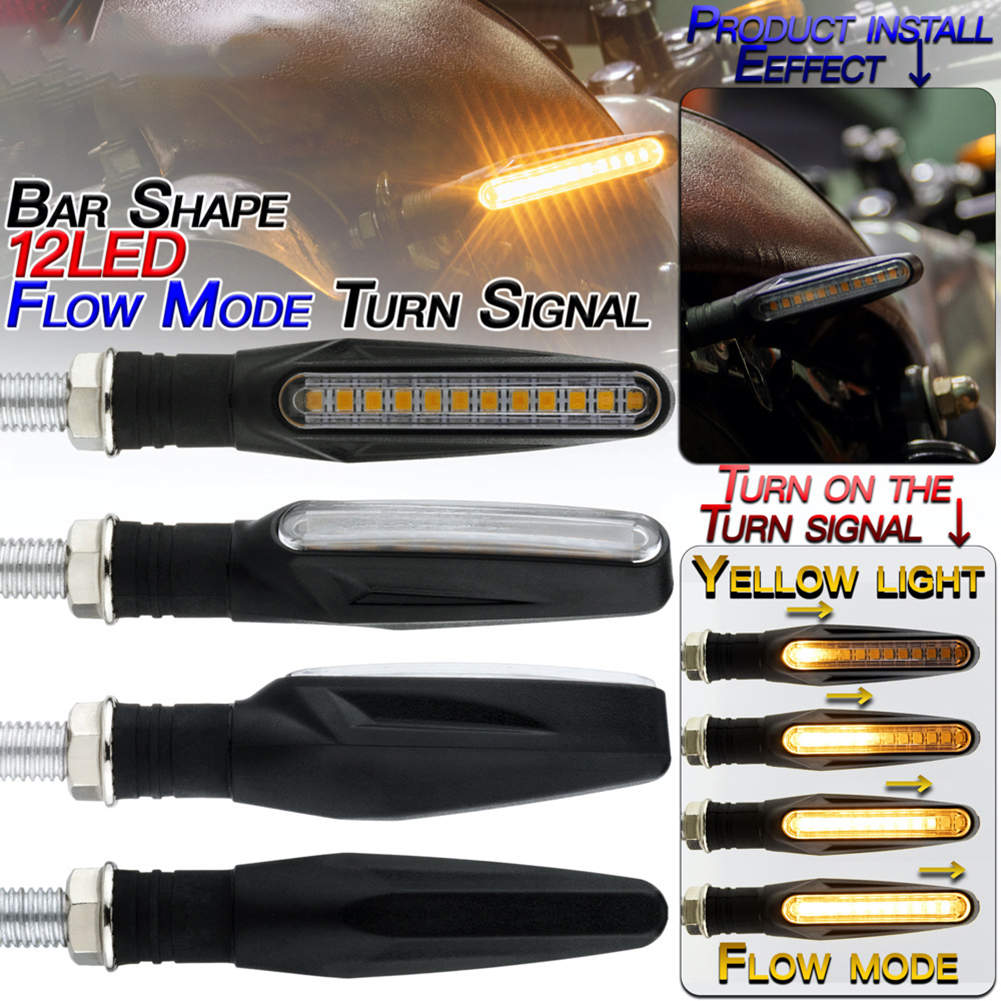 PRODUCT INSTALL
EEFFECT ↓
BAR SHAPE
12LED
FLOW MODE TURN SIGNAL
TURN ON THE
TURN SIGNAL ↓
YELLOW LIGHT
FLOW MODE